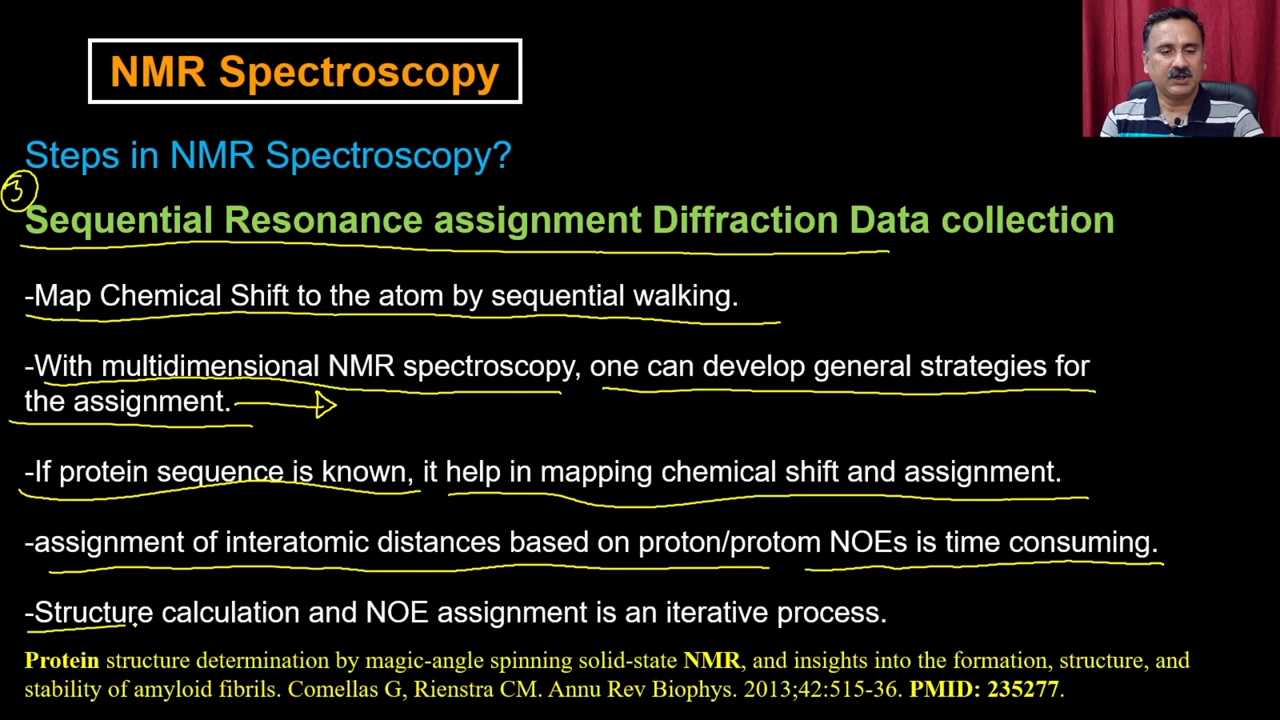 NMR Spectroscopy
Steps in NMR Spectroscopy?
3
Sequential Resonance assignment Diffraction Data collection
-Map Chemical Shift to the atom by sequential walking.
-With multidimensional NMR spectroscopy, one can develop general strategies for
the assignment.
-If protein sequence is known, it help in mapping chemical shift and assignment.
-assignment of interatomic distances based on proton/protom NOEs is time consuming.
-Structure calculation and NOE assignment is an iterative process.
Protein structure determination by magic-angle spinning solid-state NMR, and insights into the formation, structure, and
stability of amyloid fibrils. Comellas G, Rienstra CM. Annu Rev Biophys. 2013;42:515-36. PMID: 235277.